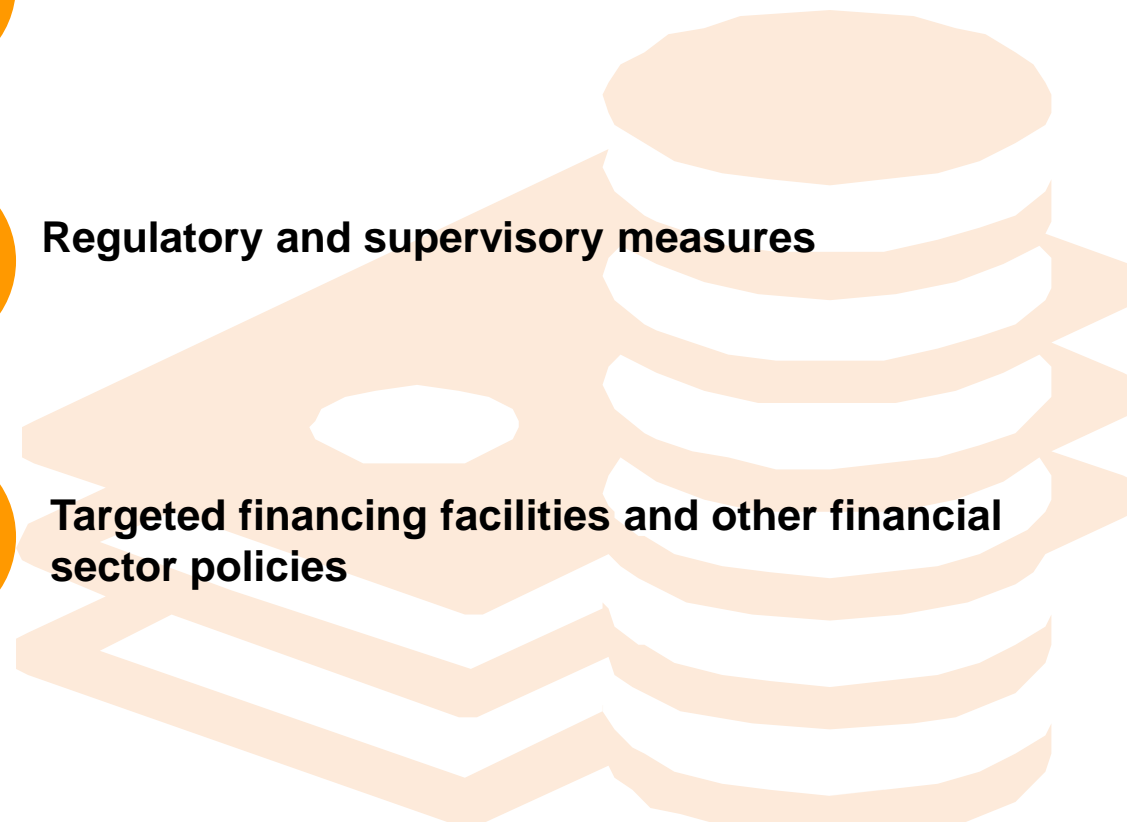 Regulatory and supervisory measures
Targeted financing facilities and other financial
sector policies